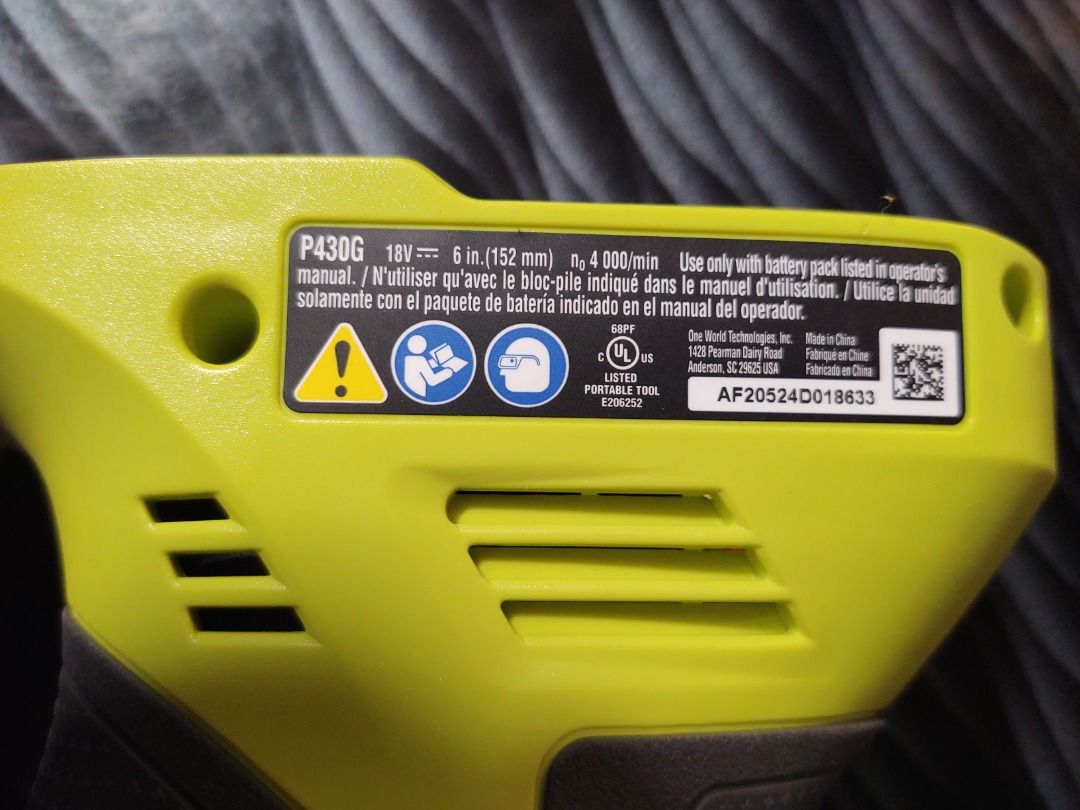 P430G 18V 6 in.(152 mm) n₀ 4 000/min Use only with battery pack listed in operator's
manual. / N'utiliser qu'avec le bloc-pile indiqué dans le manuel d'utilisation. / Utilice la unidad
solamente con el paquete de batería indicado en el manual del operador.
68PF
C UL US
LISTED
PORTABLE TOOL
E206252
One World Technologies, Inc.
1428 Pearman Dairy Road
Anderson, SC 29625 USA
Made in China
Fabriqué en Chine
Fabricado en China
AF20524D018633